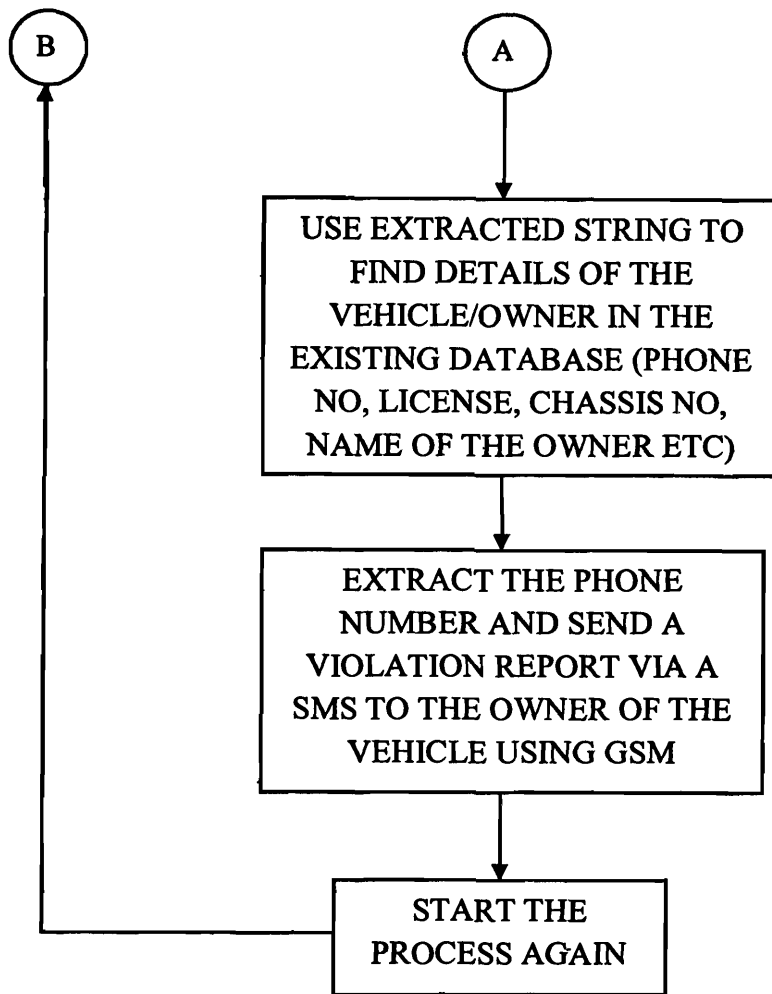 B
A
USE EXTRACTED STRING TO
FIND DETAILS OF THE
VEHICLE/OWNER IN THE
EXISTING DATABASE (PHONE
NO, LICENSE, CHASSIS NO,
NAME OF THE OWNER ETC)
EXTRACT THE PHONE
NUMBER AND SEND A
VIOLATION REPORT VIA A
SMS TO THE OWNER OF THE
VEHICLE USING GSM
START THE
PROCESS AGAIN